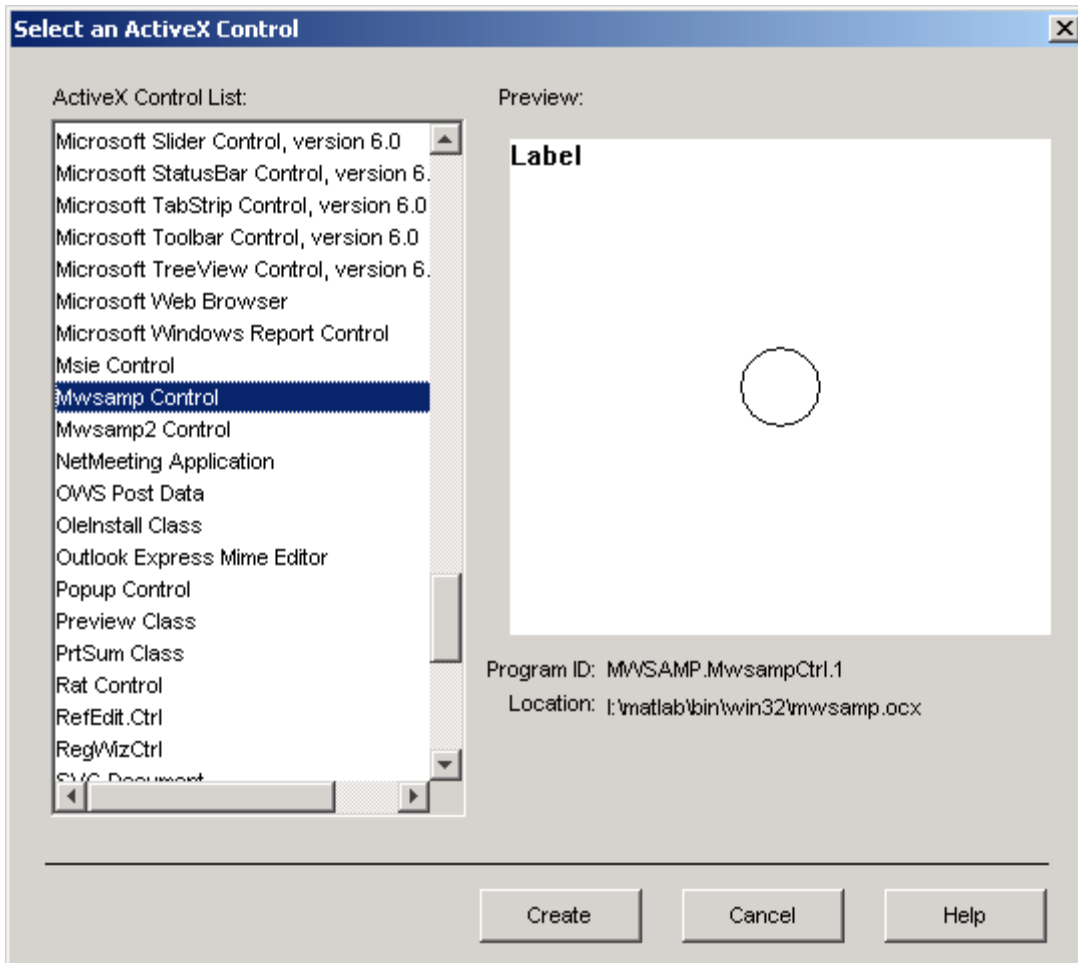 Select an ActiveX Control
ActiveX Control List:
Microsoft Slider Control, version 6.0
Microsoft StatusBar Control, version 6.
Microsoft TabStrip Control, version 6.0
Microsoft Toolbar Control, version 6.0
Microsoft TreeView Control, version 6.
Microsoft Web Browser
Microsoft Windows Report Control
Msie Control
Mwsamp Control
Mwsamp2 Control
NetMeeting Application
OWS Post Data
OleInstall Class
Outlook Express Mime Editor
Popup Control
Preview Class
PrtSum Class
Rat Control
RefEdit.Ctrl
RegWizCtrl
Document
Preview:
Label
Program ID: MWSAMP.MwsampCtrl.1
Location: I:\matlab\bin\win32\mwsamp.ocx
Create
Cancel
Help